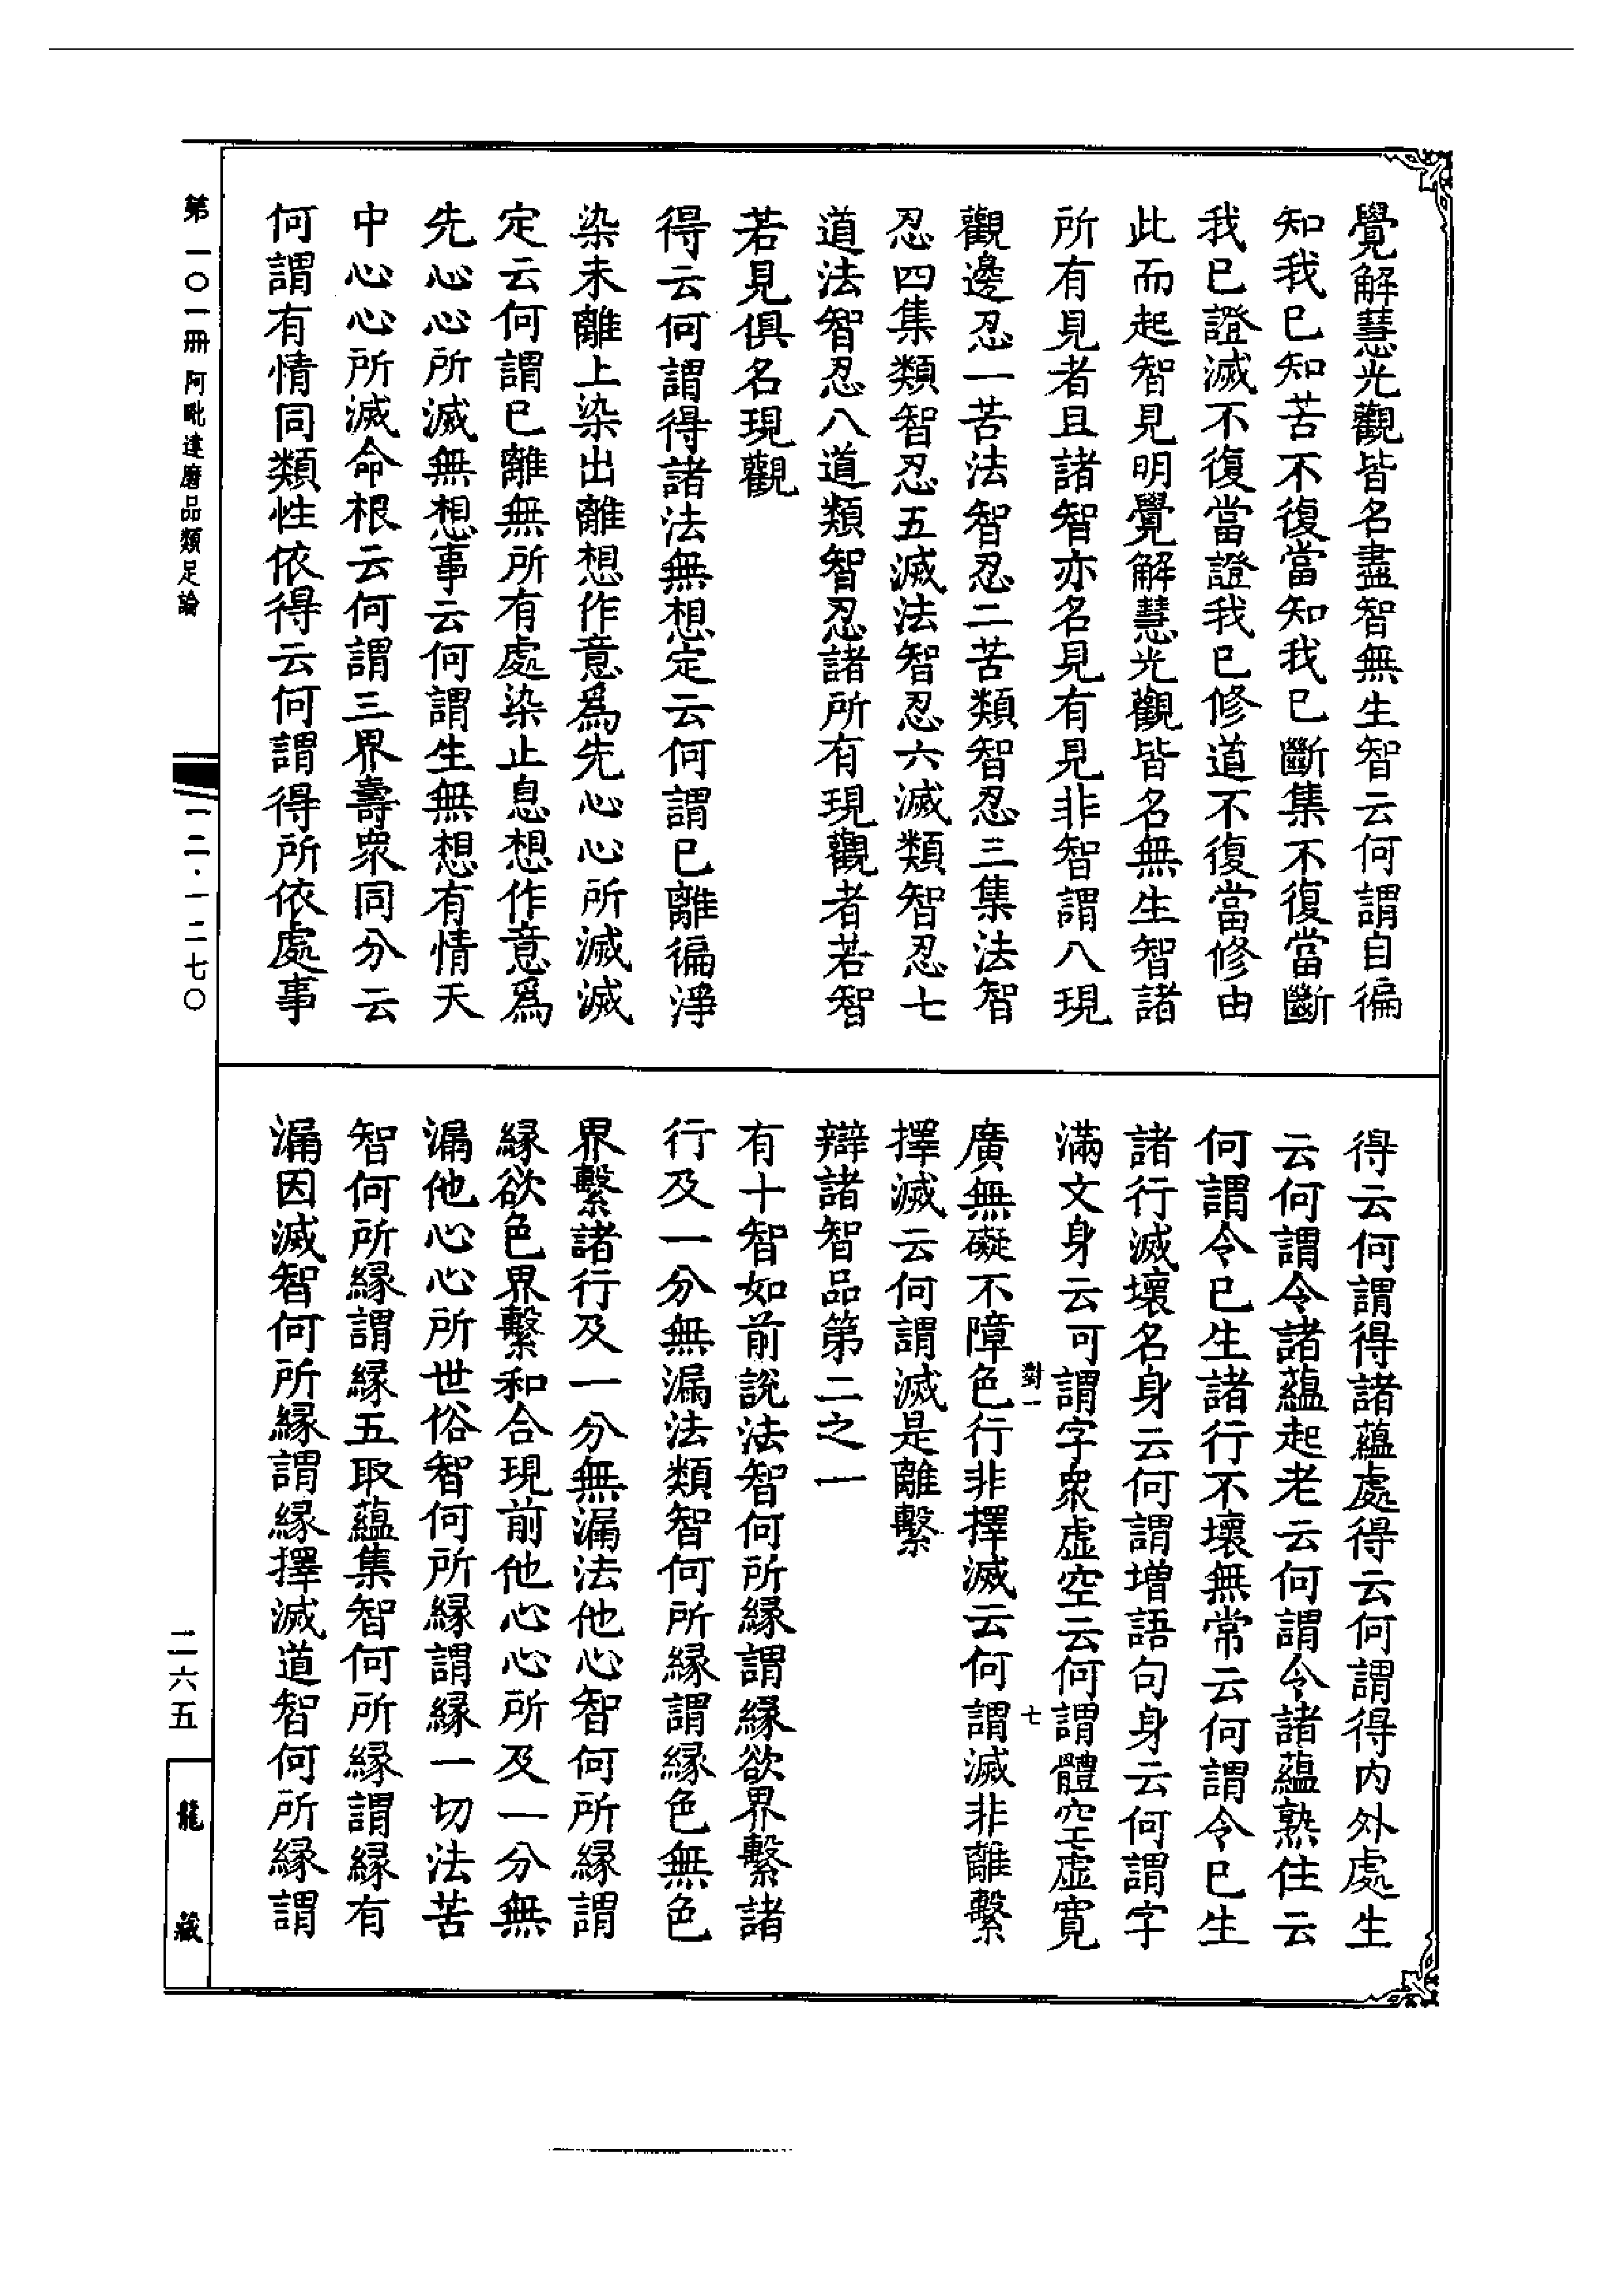 覺解慧光觀皆名盡智無生智云何謂自徧
知我已知苦不復當知我已斷集不復當斷
我已證滅不復當證我已修道不復當修由
此而起智見明覺解慧光觀皆名無生智諸
所有見者且諸智亦名見有見非智謂八現
觀邊忍一苦法智忍二苦類智忍三集法智
忍四集類智忍五滅法智忍六滅類智忍七
道法智忍八道類智忍諸所有現觀者若智
若見俱名現觀
得云何謂得諸法無想定云何謂已離徧淨
染未離上染出離想作意爲先心心所滅滅
定云何謂已離無所有處染止息想作意爲
先心心所滅無想事云何謂生無想有情天
中心心所滅命根云何謂三界壽衆同分云
何謂有情同類性依得云何謂得所依處事
得云何謂得諸蘊處得云何謂得內外處生
云何謂令諸蘊起老云何謂令諸蘊熟住云
何謂令已生諸行不壞無常云何謂令已生
諸行滅壞名身云何謂增語句身云何謂字
滿文身云可謂字衆虛空云何謂體空虛寬
對一 七
廣無礙不障色行非擇滅云何謂滅非離繫
擇滅云何謂滅是離繫
辯諸智品第二之一
有十智如前說法智何所緣謂緣欲界繫諸
行及一分無漏法類智何所緣謂緣色無色
界繫諸行及一分無漏法他心智何所緣謂
緣欲色界繫和合現前他心心所及一分無
漏他心心所世俗智何所緣謂緣一切法苦
智何所緣謂緣五取蘊集智何所緣謂緣有
漏因滅智何所緣謂緣擇滅道智何所緣謂
第一〇一冊 阿毗達磨品類足論
一二·一二七〇
二六五
龍藏